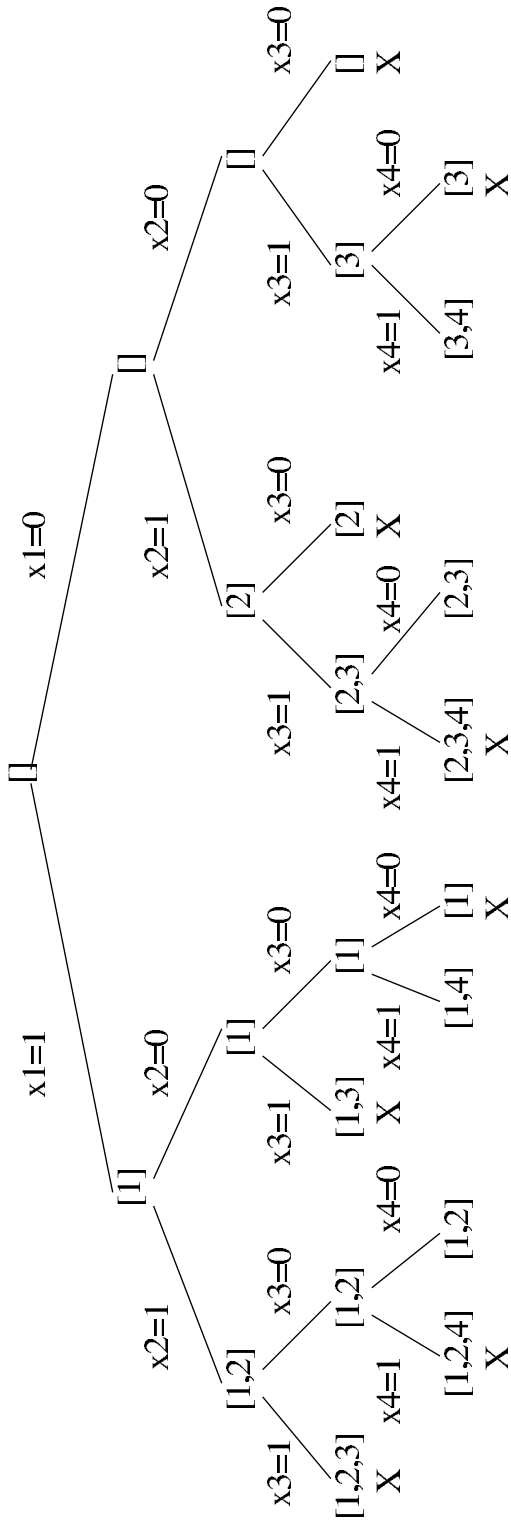 []
x1=1 x1=0
[1] []
x2=1 x2=0 x2=1 x2=0
[1,2] [1] [2] []
x3=1 x3=0 x3=1 x3=0 x3=1 x3=0 x3=1 x3=0
[1,2,3] [1,2] [1,3] [1] [2,3] [2] [3] []
X X X X
x4=1 x4=0 x4=1 x4=0 x4=1 x4=0 x4=1 x4=0
[1,2,4] [1,2] [1,4] [1] [2,3,4] [2,3] [3,4] [3]
X X X X